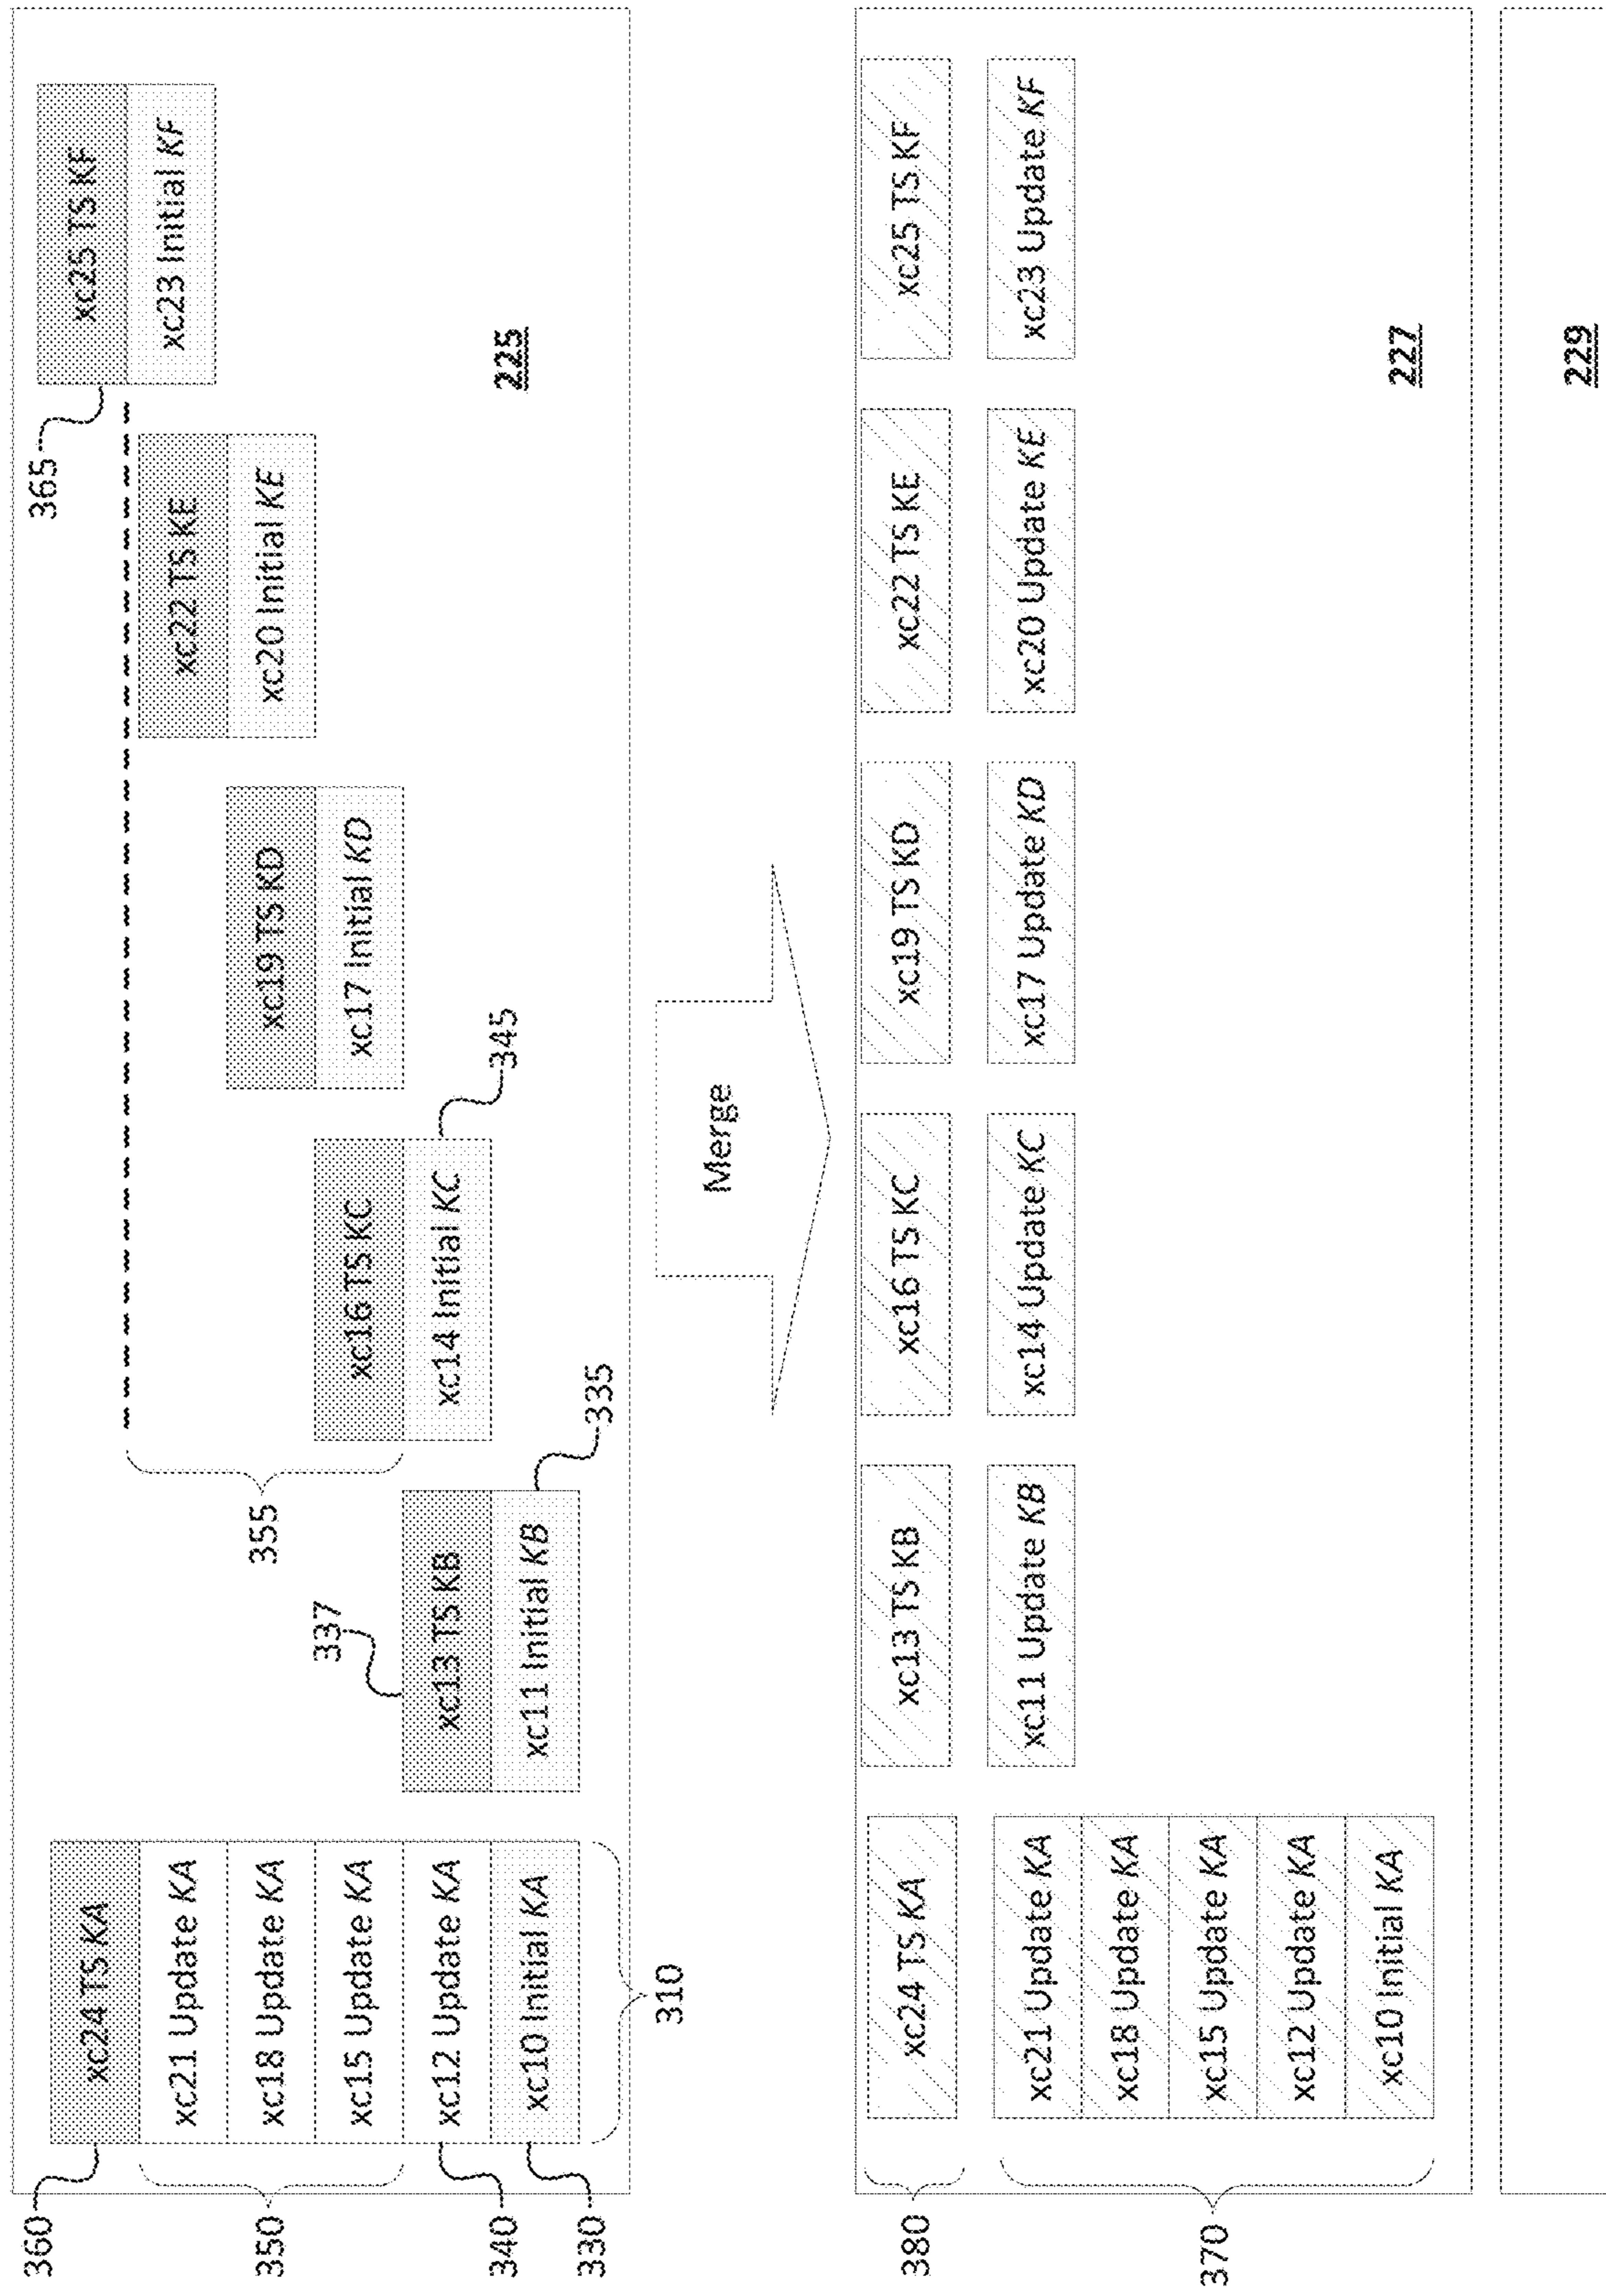 360
xc24 TS KA
350
xc21 Update KA
xc18 Update KA
xc15 Update KA
340
xc12 Update KA
330
xc10 Initial KA
310
337
xc13 TS KB
xc11 Initial KB
335
355
xc16 TS KC
xc14 Initial KC
345
xc19 TS KD
xc17 Initial KD
xc22 TS KE
xc20 Initial KE
365
xc25 TS KF
xc23 Initial KF
225
Merge
380
xc24 TS KA
xc13 TS KB
xc16 TS KC
xc19 TS KD
xc22 TS KE
xc25 TS KF
370
xc21 Update KA
xc18 Update KA
xc15 Update KA
xc12 Update KA
xc10 Initial KA
xc11 Update KB
xc14 Update KC
xc17 Update KD
xc20 Update KE
xc23 Update KF
227
229